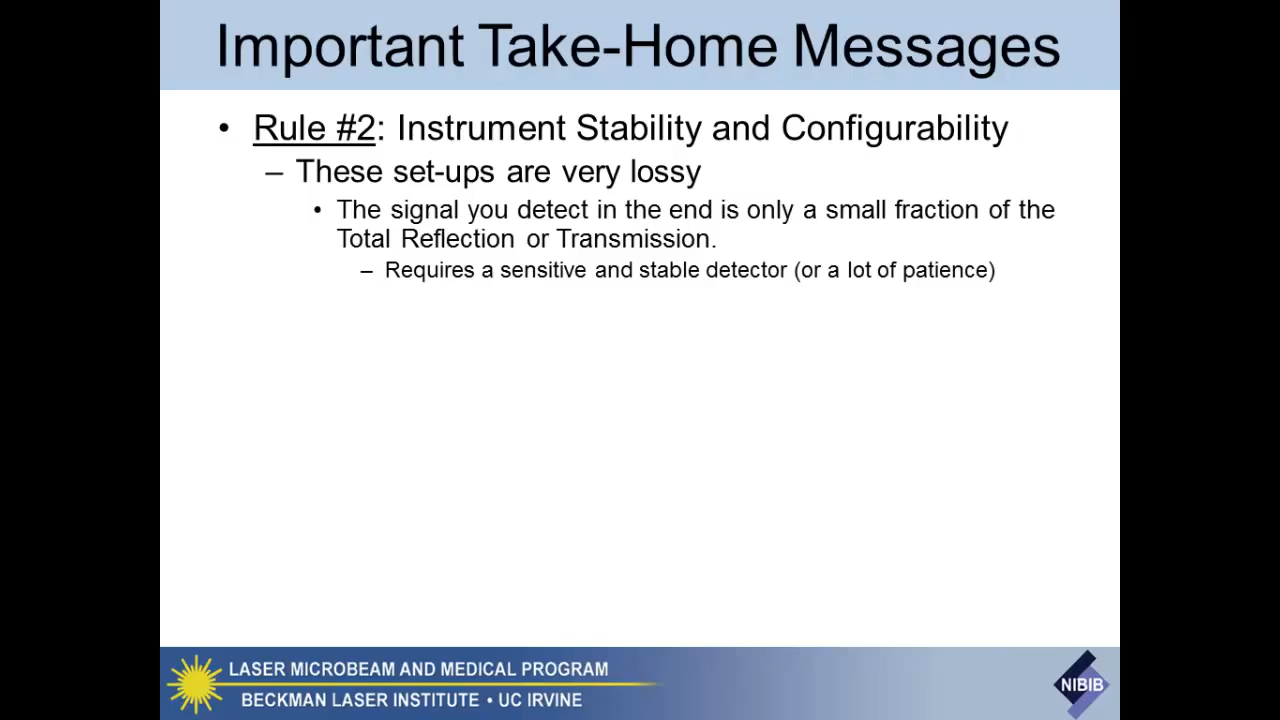 Important Take-Home Messages
• Rule #2: Instrument Stability and Configurability
– These set-ups are very lossy
• The signal you detect in the end is only a small fraction of the
Total Reflection or Transmission.
– Requires a sensitive and stable detector (or a lot of patience)
LASER MICROBEAM AND MEDICAL PROGRAM
BECKMAN LASER INSTITUTE • UC IRVINE
NIBIB